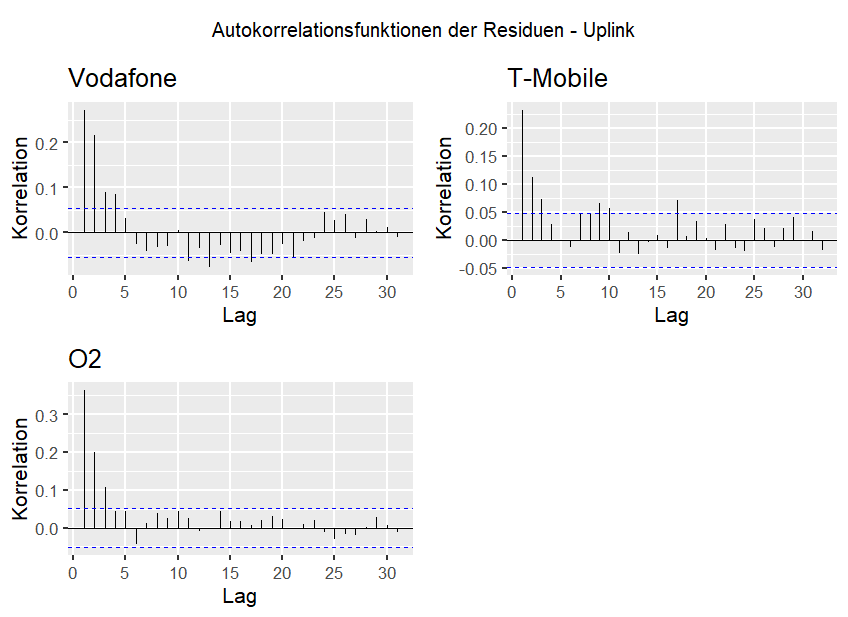 Autokorrelationsfunktionen der Residuen - Uplink
Vodafone
Korrelation
0.2
0.1
0.0
0 5 10 15 20 25 30
Lag
T-Mobile
Korrelation
0.20
0.15
0.10
0.05
0.00
-0.05
0 5 10 15 20 25 30
Lag
O2
Korrelation
0.3
0.2
0.1
0.0
0 5 10 15 20 25 30
Lag